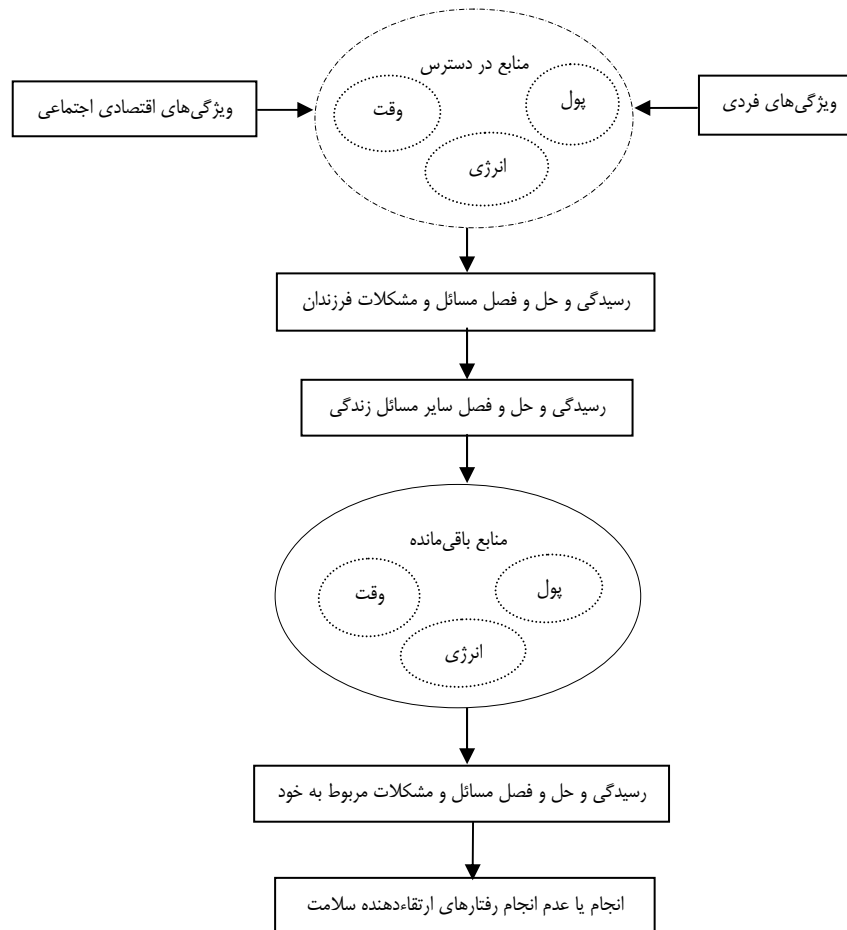 منابع در دسترس
ویژگی‌های فردی
پول
وقت
ویژگی‌های اقتصادی اجتماعی
انرژی
رسیدگی و حل و فصل مسائل و مشکلات فرزندان
رسیدگی و حل و فصل سایر مسائل زندگی
منابع باقی‌مانده
پول
وقت
انرژی
رسیدگی و حل و فصل مسائل و مشکلات مربوط به خود
انجام یا عدم انجام رفتارهای ارتقاءدهنده سلامت